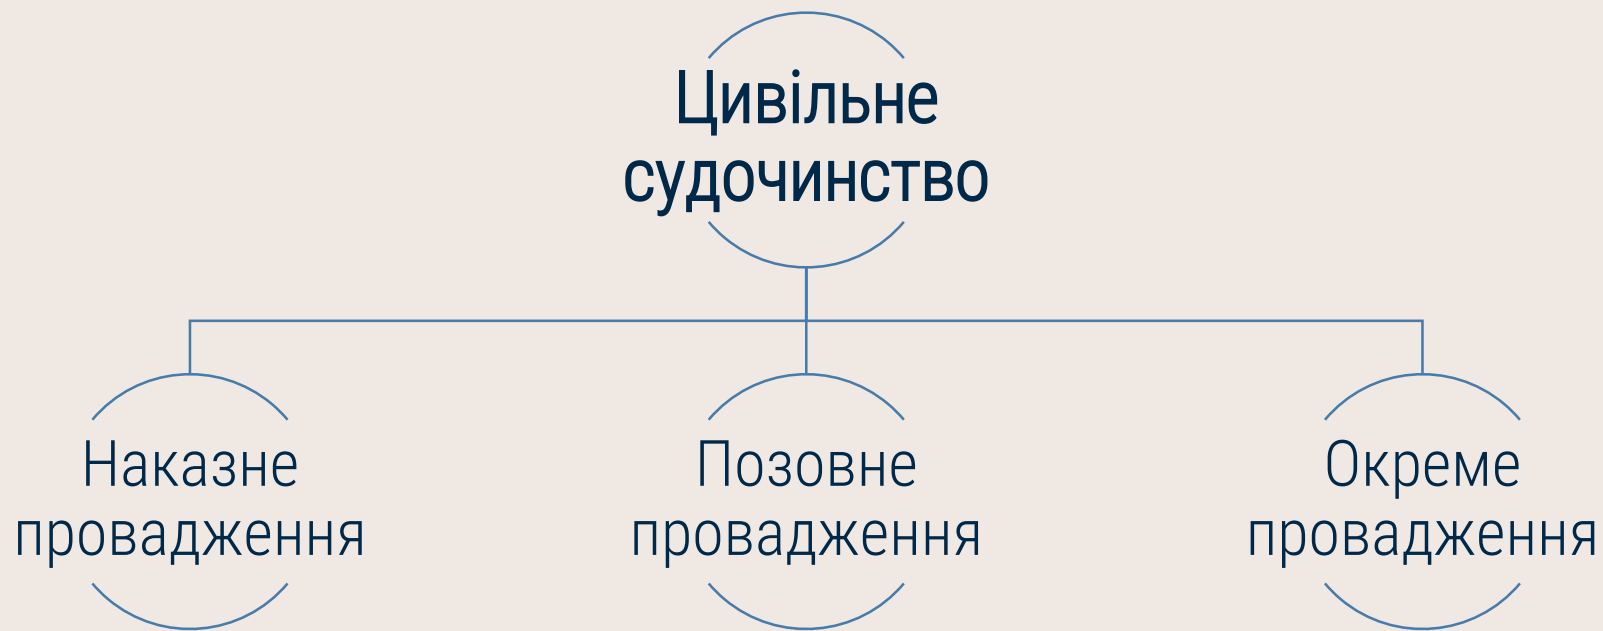 Цивільне
судочинство
Наказне
провадження
Позовне
провадження
Окреме
провадження